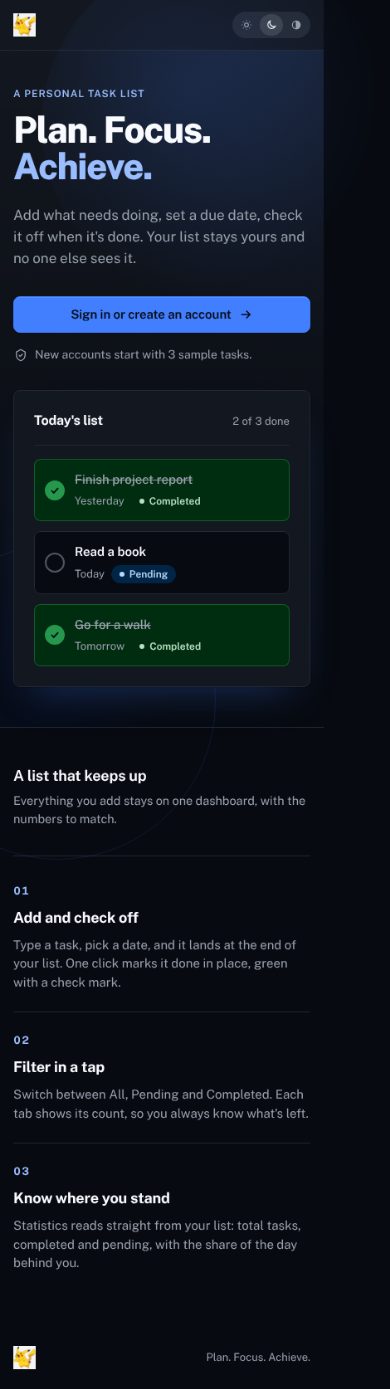 A PERSONAL TASK LIST
Plan. Focus.
Achieve.
Add what needs doing, set a due date, check
it off when it's done. Your list stays yours and
no one else sees it.
Sign in or create an account →
New accounts start with 3 sample tasks.
Today's list 2 of 3 done
Finish project report
Yesterday Completed
Read a book
Today Pending
Go for a walk
Tomorrow Completed
A list that keeps up
Everything you add stays on one dashboard, with the
numbers to match.
01
Add and check off
Type a task, pick a date, and it lands at the end of
your list. One click marks it done in place, green
with a check mark.
02
Filter in a tap
Switch between All, Pending and Completed. Each
tab shows its count, so you always know what's left.
03
Know where you stand
Statistics reads straight from your list: total tasks,
completed and pending, with the share of the day
behind you.
Plan. Focus. Achieve.